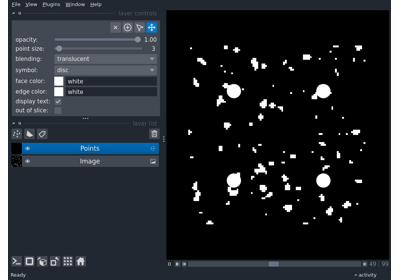 File View Plugins Window Help
layer controls
opacity: 1.00
point size: 3
blending: translucent
symbol: disc
face color: white
edge color: white
display text:
out of slice:
layer list
Points
Image
49 99
Ready
activity